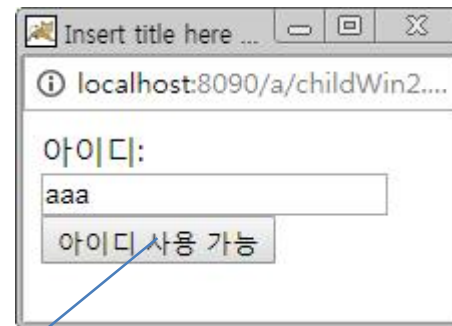 Insert title here ...
localhost:8090/a/childWin2....
아이디:
aaa
아이디 사용 가능